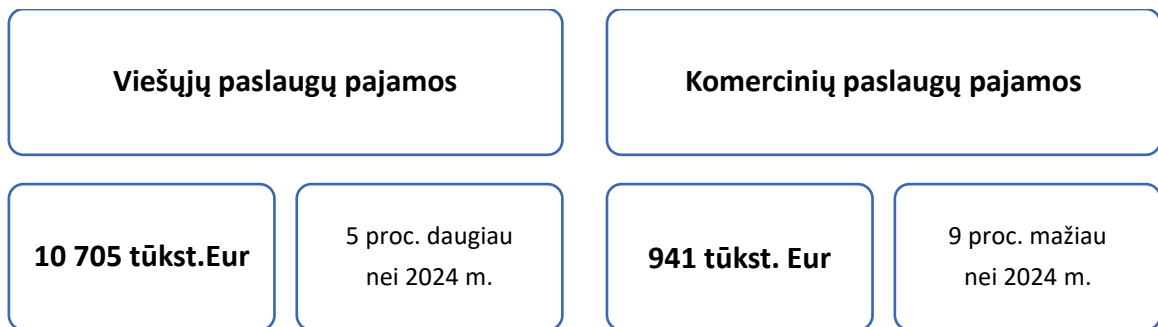 Viešųjų paslaugų pajamos
Komercinių paslaugų pajamos
10 705 tūkst.Eur
5 proc. daugiau
nei 2024 m.
941 tūkst. Eur
9 proc. mažiau
nei 2024 m.